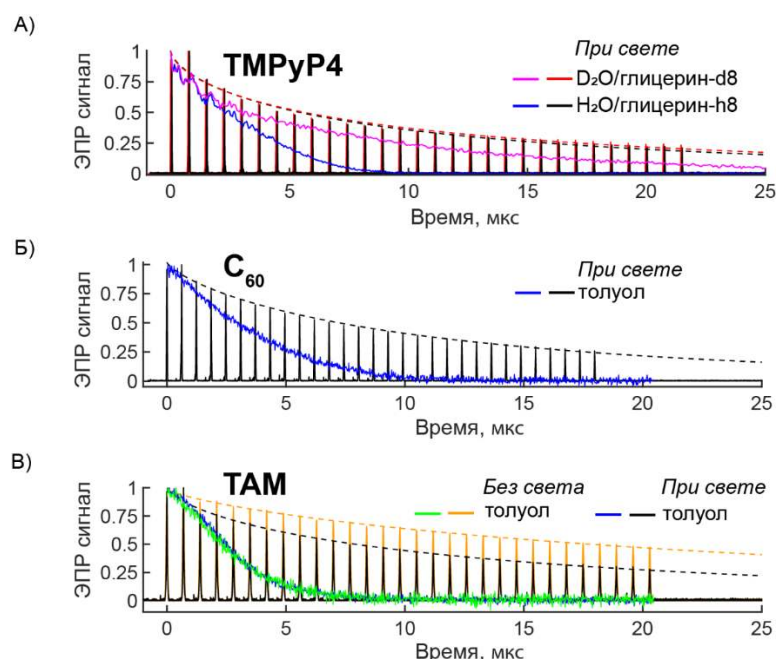 А)
TMPyP4
При свете
D₂O/глицерин-d8
H₂O/глицерин-h8
ЭПР сигнал
1
0.75
0.5
0.25
0
0
5
10
15
20
25
Время, мкс
Б)
C₆₀
При свете
толуол
ЭПР сигнал
1
0.75
0.5
0.25
0
0
5
10
15
20
25
Время, мкс
В)
TAM
Без света
При свете
толуол
толуол
ЭПР сигнал
1
0.75
0.5
0.25
0
0
5
10
15
20
25
Время, мкс